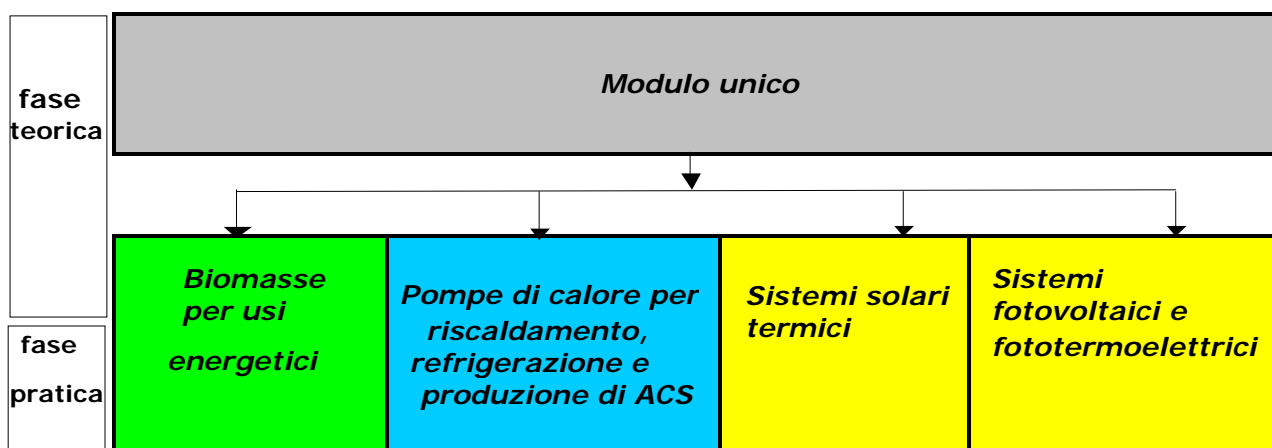 fase
teorica
Modulo unico
Biomasse
per usi
energetici
Pompe di calore per
riscaldamento,
refrigerazione e
produzione di ACS
Sistemi solari
termici
Sistemi
fotovoltaici e
fototermoelettrici
fase
pratica